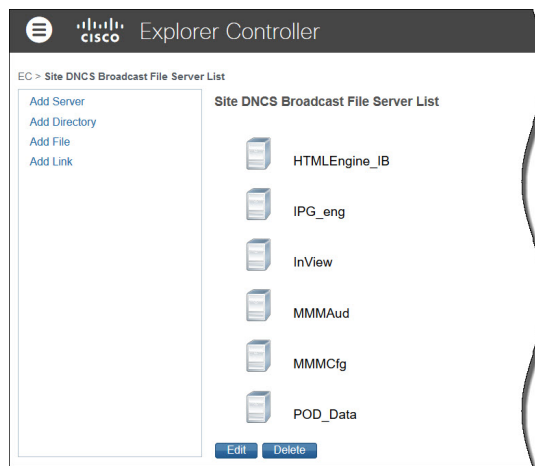 CISCO Explorer Controller
EC > Site DNCS Broadcast File Server List
Add Server
Add Directory
Add File
Add Link
Site DNCS Broadcast File Server List
HTMLEngine_IB
IPG_eng
InView
MMMAud
MMMCfg
POD_Data
Edit Delete